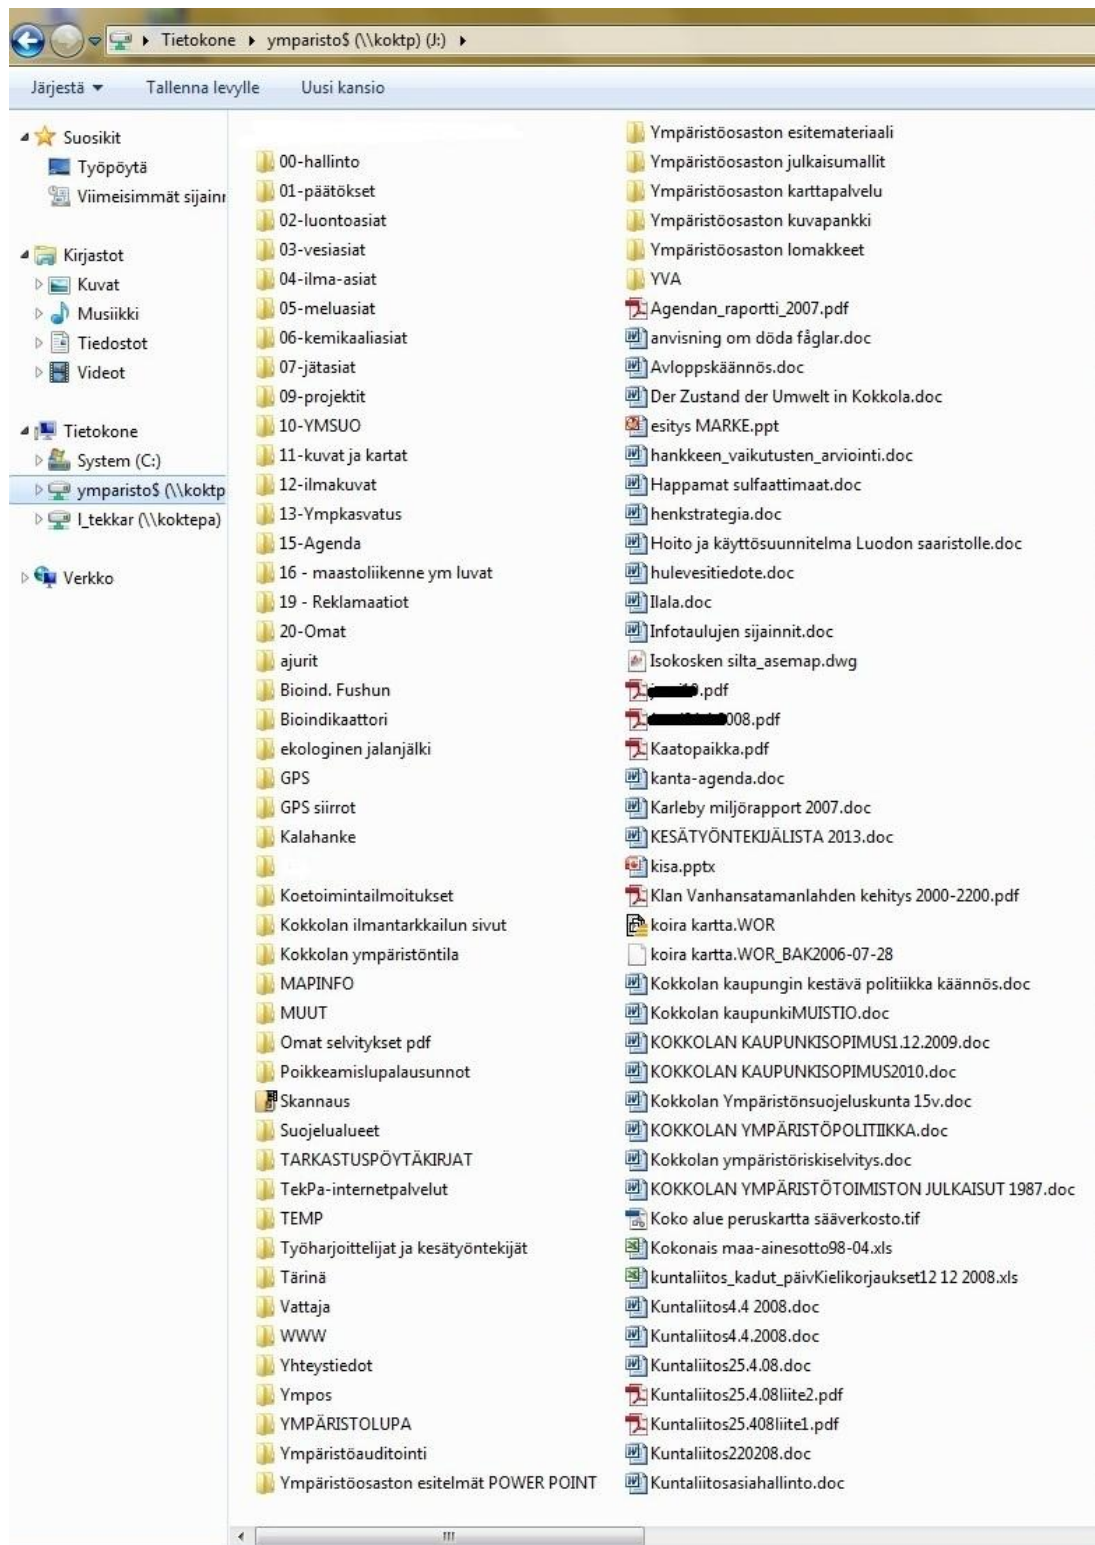 Tietokone ymparisto$ (\\koktp) (J:)
Järjestä Tallenna levylle Uusi kansio
Suosikit
Työpöytä
Viimeisimmät sijainr
Kirjastot
Kuvat
Musiikki
Tiedostot
Videot
Tietokone
System (C:)
ymparisto$ (\\koktp
I_tekkar (\\koktepa)
Verkko
00-hallinto
01-päätökset
02-luontoasiat
03-vesiasiat
04-ilma-asiat
05-meluasiat
06-kemikaaliasiat
07-jätasiat
09-projektit
10-YMSUO
11-kuvat ja kartat
12-ilmakuvat
13-Ympkasvatus
15-Agenda
16 - maastoliikenne ym luvat
19 - Reklamaatiot
20-Omat
ajurit
Bioind. Fushun
Bioindikaattori
ekologinen jalanjälki
GPS
GPS siirrot
Kalahanke
Koetoimintailmoitukset
Kokkolan ilmantarkkailun sivut
Kokkolan ympäristöntila
MAPINFO
MUUT
Omat selvitykset pdf
Poikkeamislupalausunnot
Skannaus
Suojelualueet
TARKASTUSPÖYTÄKIRJAT
TekPa-internetpalvelut
TEMP
Työharjoittelijat ja kesätyöntekijät
Tärinä
Vattaja
WWW
Yhteystiedot
Ympos
YMPÄRISTOLUPA
Ympäristöauditointi
Ympäristöosaston esitelmät POWER POINT
Ympäristöosaston esitemateriaali
Ympäristöosaston julkaisumallit
Ympäristöosaston karttapalvelu
Ympäristöosaston kuvapankki
Ympäristöosaston lomakkeet
YVA
Agendan_raportti_2007.pdf
anvisning om döda fåglar.doc
Avloppskäännös.doc
Der Zustand der Umwelt in Kokkola.doc
esitys MARKE.ppt
hankkeen_vaikutusten_arviointi.doc
Happamat sulfaattimaat.doc
henkstrategia.doc
Hoito ja käyttösuunnitelma Luodon saaristolle.doc
hulevesitiedote.doc
Ilala.doc
Infotaulujen sijainnit.doc
Isokosken silta_asemap.dwg
.pdf
008.pdf
Kaatopaikka.pdf
kanta-agenda.doc
Karleby miljörapport 2007.doc
KESÄTYÖNTEKIJÄLISTA 2013.doc
kisa.pptx
Klan Vanhansatamanlahden kehitys 2000-2200.pdf
koira kartta.WOR
koira kartta.WOR_BAK2006-07-28
Kokkolan kaupungin kestävä politiikka käännös.doc
Kokkolan kaupunkiMUISTIO.doc
KOKKOLAN KAUPUNKISOPIMUS1.12.2009.doc
KOKKOLAN KAUPUNKISOPIMUS2010.doc
Kokkolan Ympäristönsuojeluskunta 15v.doc
KOKKOLAN YMPÄRISTÖPOLITIIKKA.doc
Kokkolan ympäristöriskiselvitys.doc
KOKKOLAN YMPÄRISTÖTOIMISTON JULKAISUT 1987.doc
Koko alue peruskartta sääverkosto.tif
Kokonais maa-ainesotto98-04.xls
kuntaliitos_kadut_päivKielikorjaukset12 12 2008.xls
Kuntaliitos4.4 2008.doc
Kuntaliitos4.4.2008.doc
Kuntaliitos25.4.08.doc
Kuntaliitos25.4.08liite2.pdf
Kuntaliitos25.408liite1.pdf
Kuntaliitos220208.doc
Kuntaliitosasiahallinto.doc